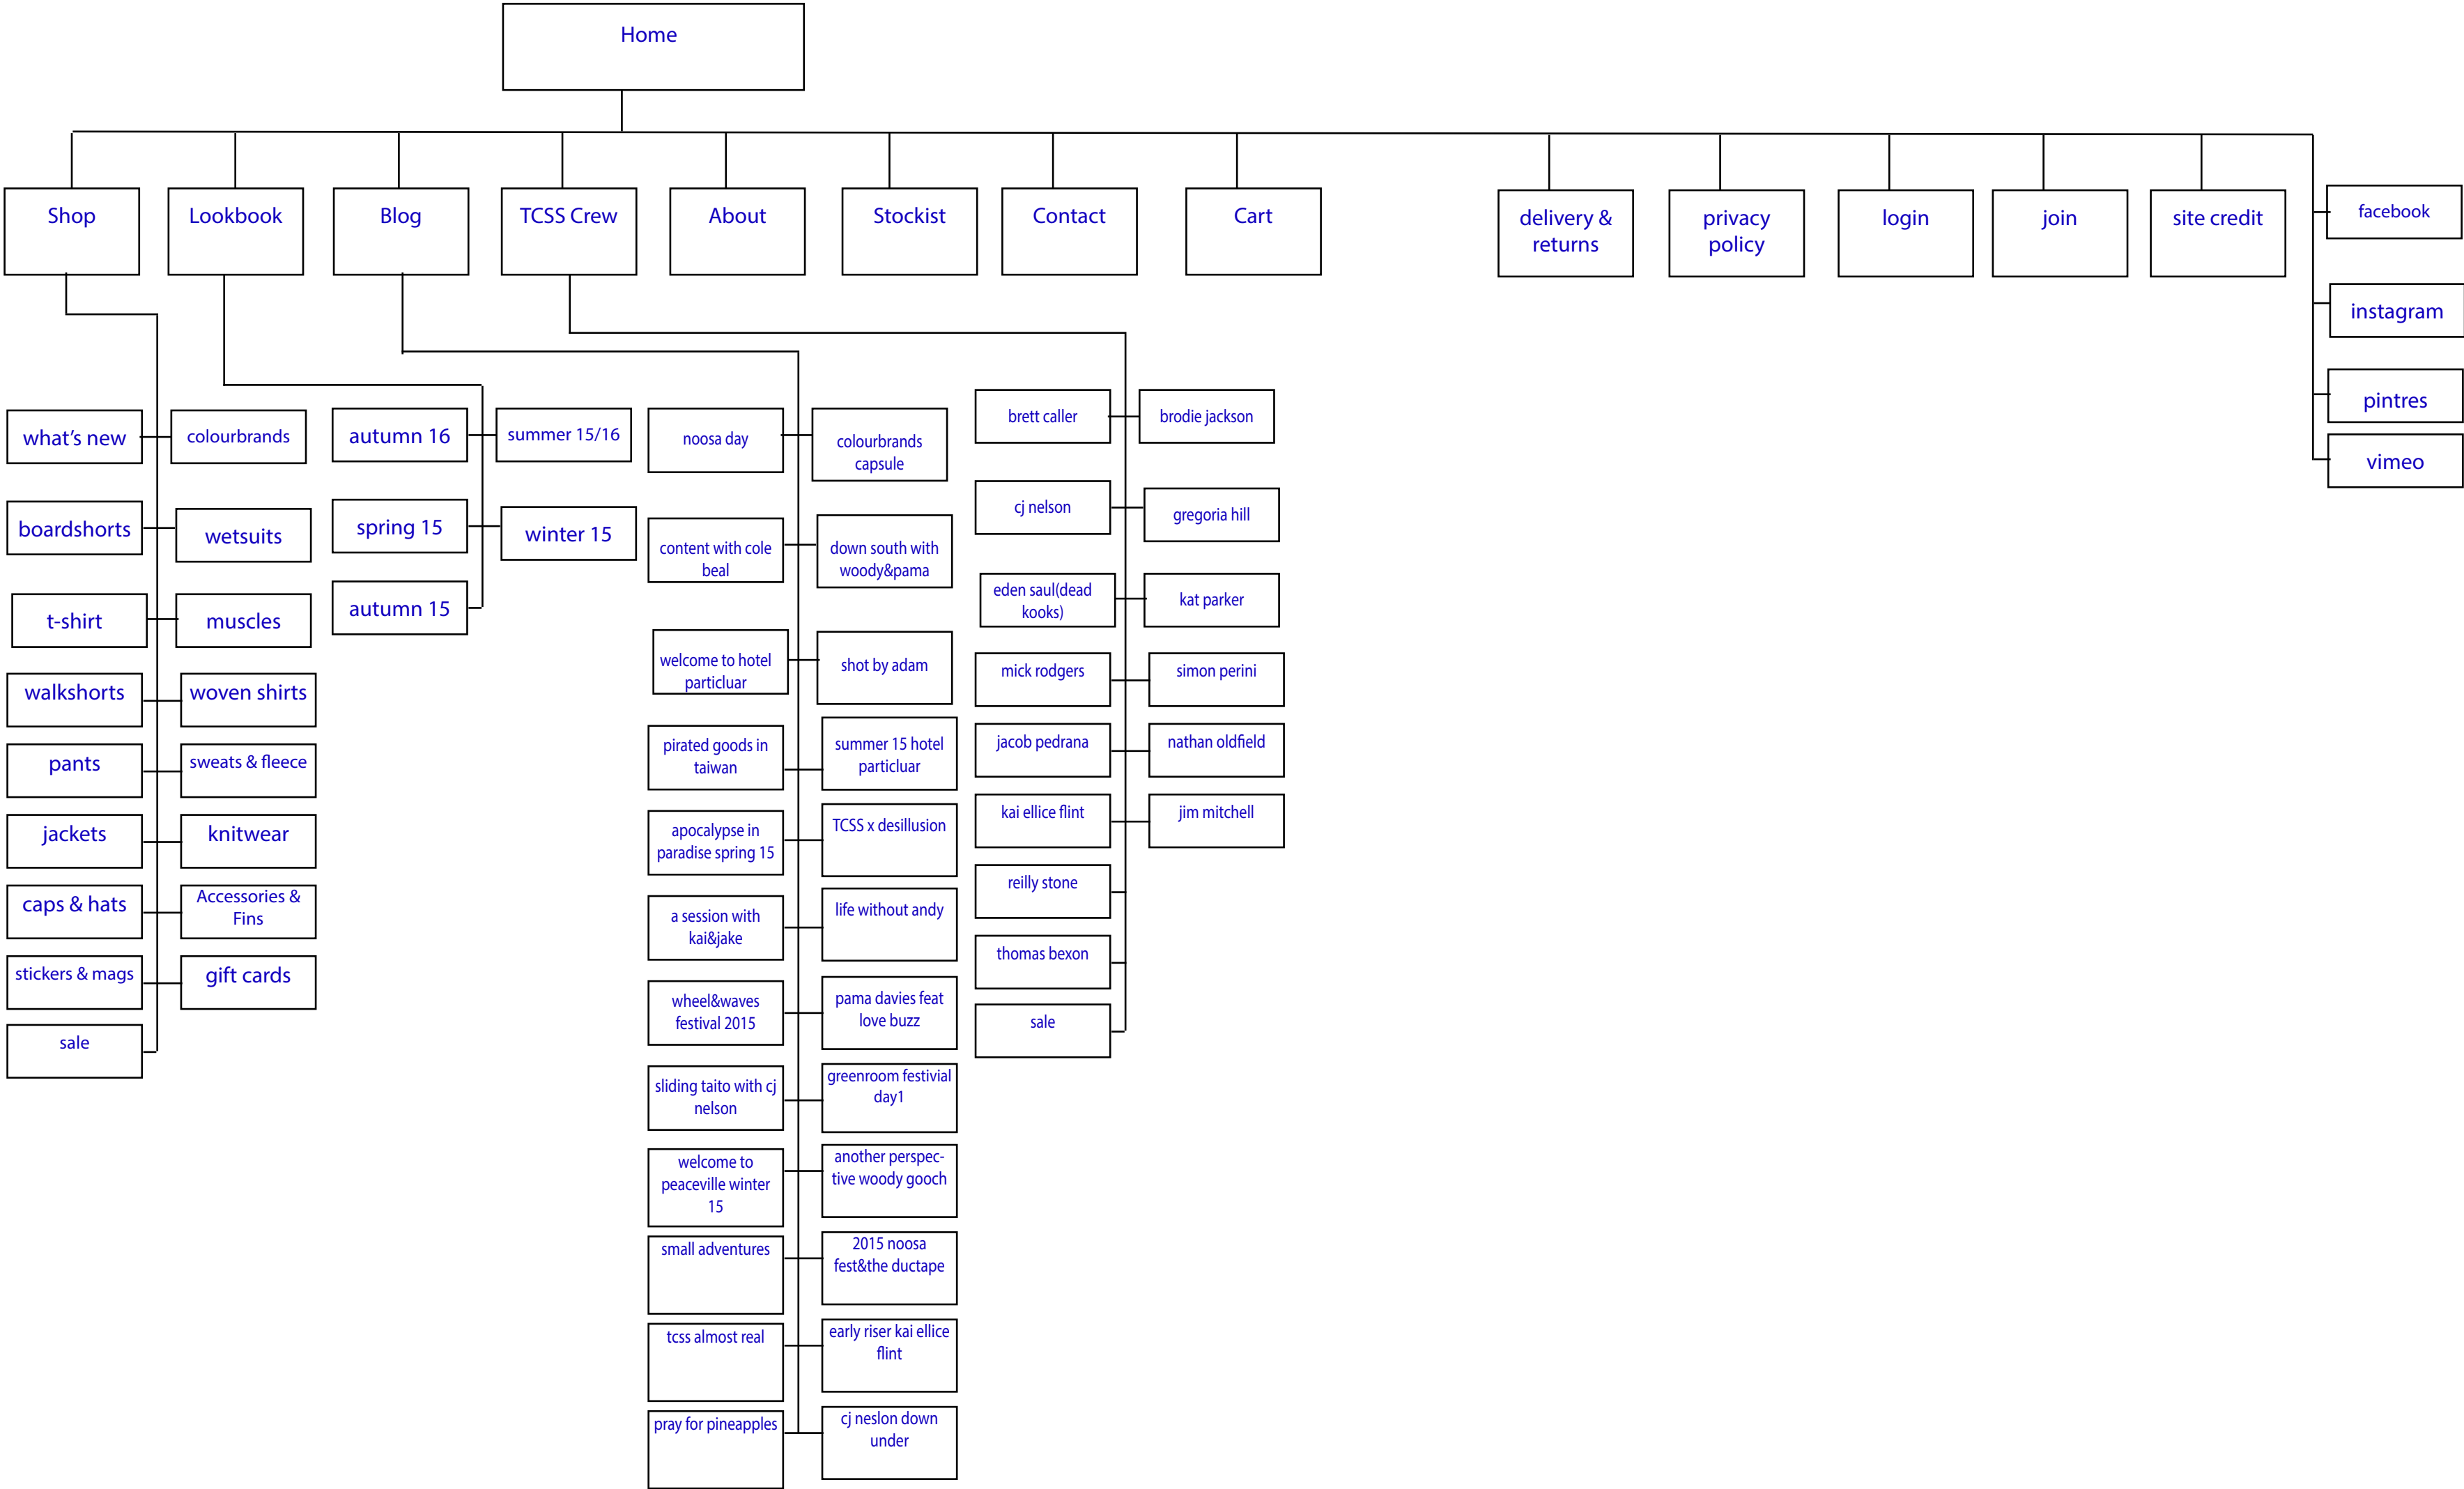 Home
Shop
Lookbook
Blog
TCSS Crew
About
Stockist
Contact
Cart
delivery &
returns
privacy
policy
login
join
site credit
facebook
instagram
pintres
vimeo
what’s new
colourbrands
boardshorts
wetsuits
t-shirt
muscles
walkshorts
woven shirts
pants
sweats & fleece
jackets
knitwear
caps & hats
Accessories &
Fins
stickers & mags
gift cards
sale
autumn 16
summer 15/16
spring 15
winter 15
autumn 15
noosa day
colourbrands
capsule
content with cole
beal
down south with
woody&pama
welcome to hotel
particluar
shot by adam
pirated goods in
taiwan
summer 15 hotel
particluar
apocalypse in
paradise spring 15
TCSS x desillusion
a session with
kai&jake
life without andy
wheel&waves
festival 2015
pama davies feat
love buzz
sliding taito with cj
nelson
greenroom festivial
day1
welcome to
peaceville winter
15
another perspec-
tive woody gooch
small adventures
2015 noosa
fest&the ductape
tcss almost real
early riser kai ellice
flint
pray for pineapples
cj neslon down
under
brett caller
brodie jackson
cj nelson
gregoria hill
eden saul(dead
kooks)
kat parker
mick rodgers
simon perini
jacob pedrana
nathan oldfield
kai ellice flint
jim mitchell
reilly stone
thomas bexon
sale